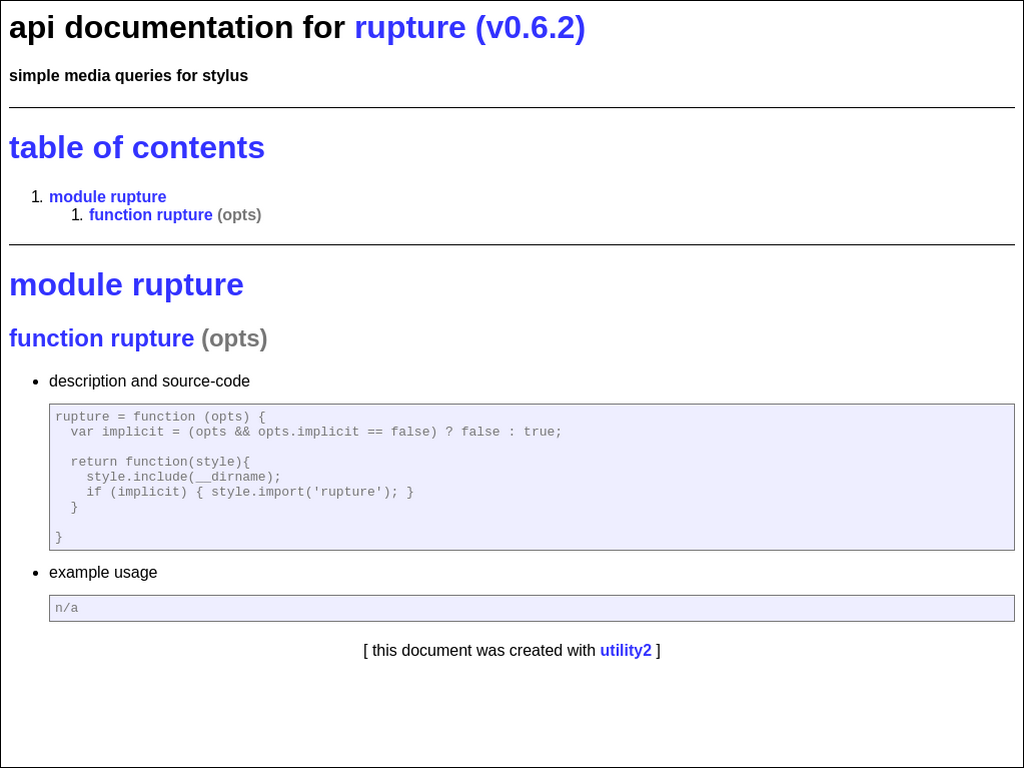 api documentation for rupture (v0.6.2)
simple media queries for stylus
table of contents
1. module rupture
1. function rupture (opts)
module rupture
function rupture (opts)
• description and source-code
rupture = function (opts) {
  var implicit = (opts && opts.implicit == false) ? false : true;

  return function(style){
    style.include(__dirname);
    if (implicit) { style.import('rupture'); }
  }

}
• example usage
n/a
[ this document was created with utility2 ]